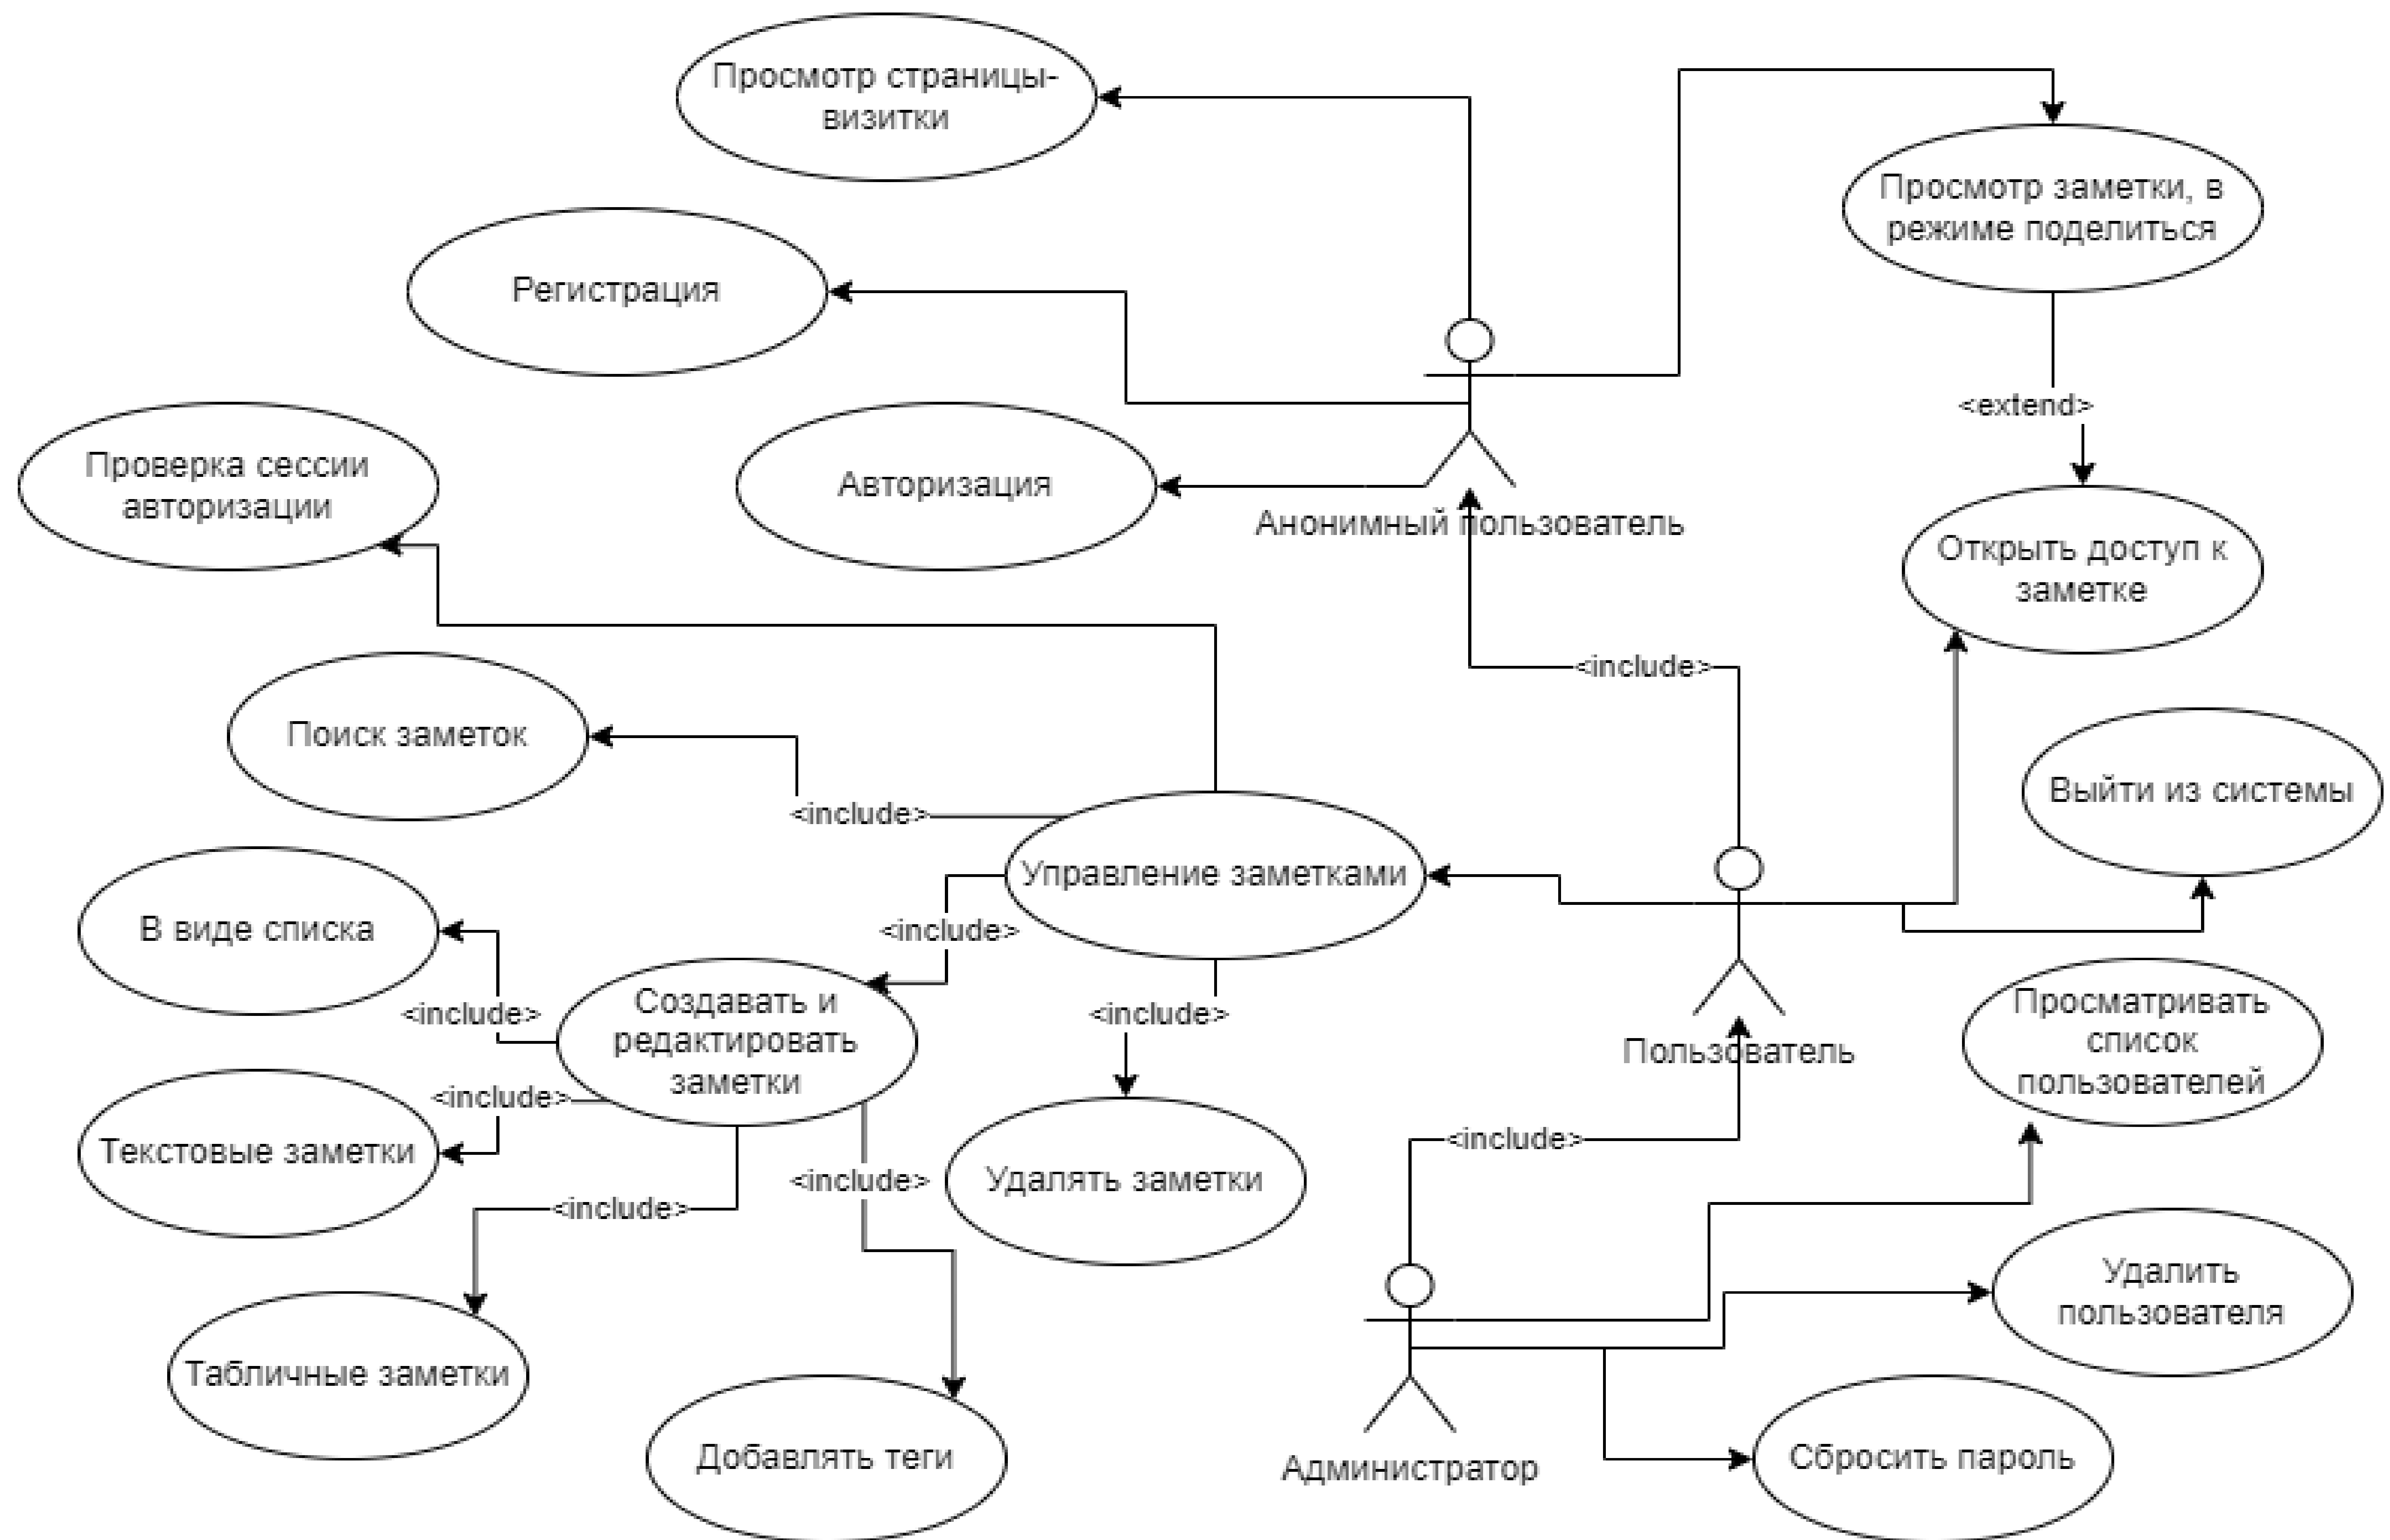 Просмотр страницы-
визитки
Просмотр заметки, в
режиме поделиться
Регистрация
<extend>
Проверка сессии
авторизации
Авторизация
Анонимный пользователь
Открыть доступ к
заметке
<include>
Поиск заметок
<include>
Выйти из системы
Управление заметками
В виде списка
<include>
<include>
Создавать и
редактировать
заметки
<include>
Просматривать
список
пользователей
Пользователь
<include>
Текстовые заметки
<include>
<include>
Удалять заметки
<include>
Удалить
пользователя
Табличные заметки
Добавлять теги
Администратор
Сбросить пароль